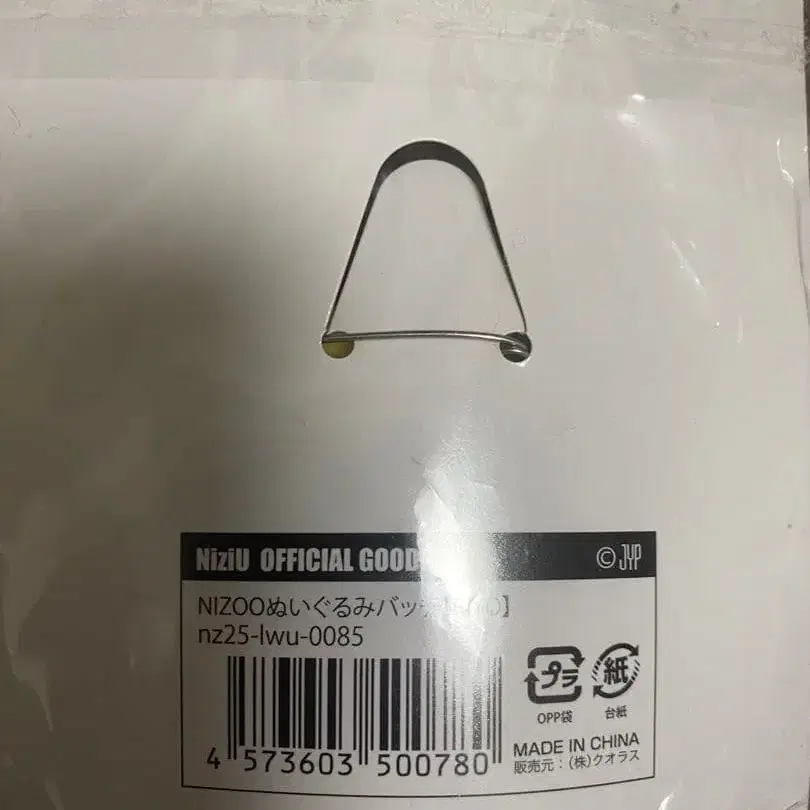 NiziU OFFICIAL GOOD
© JYP
NIZOOぬいぐるみバッ
nz25-lwu-0085
4 573603 500780
プラ
紙
OPP袋
台紙
MADE IN CHINA
販売元：(株)クオラス